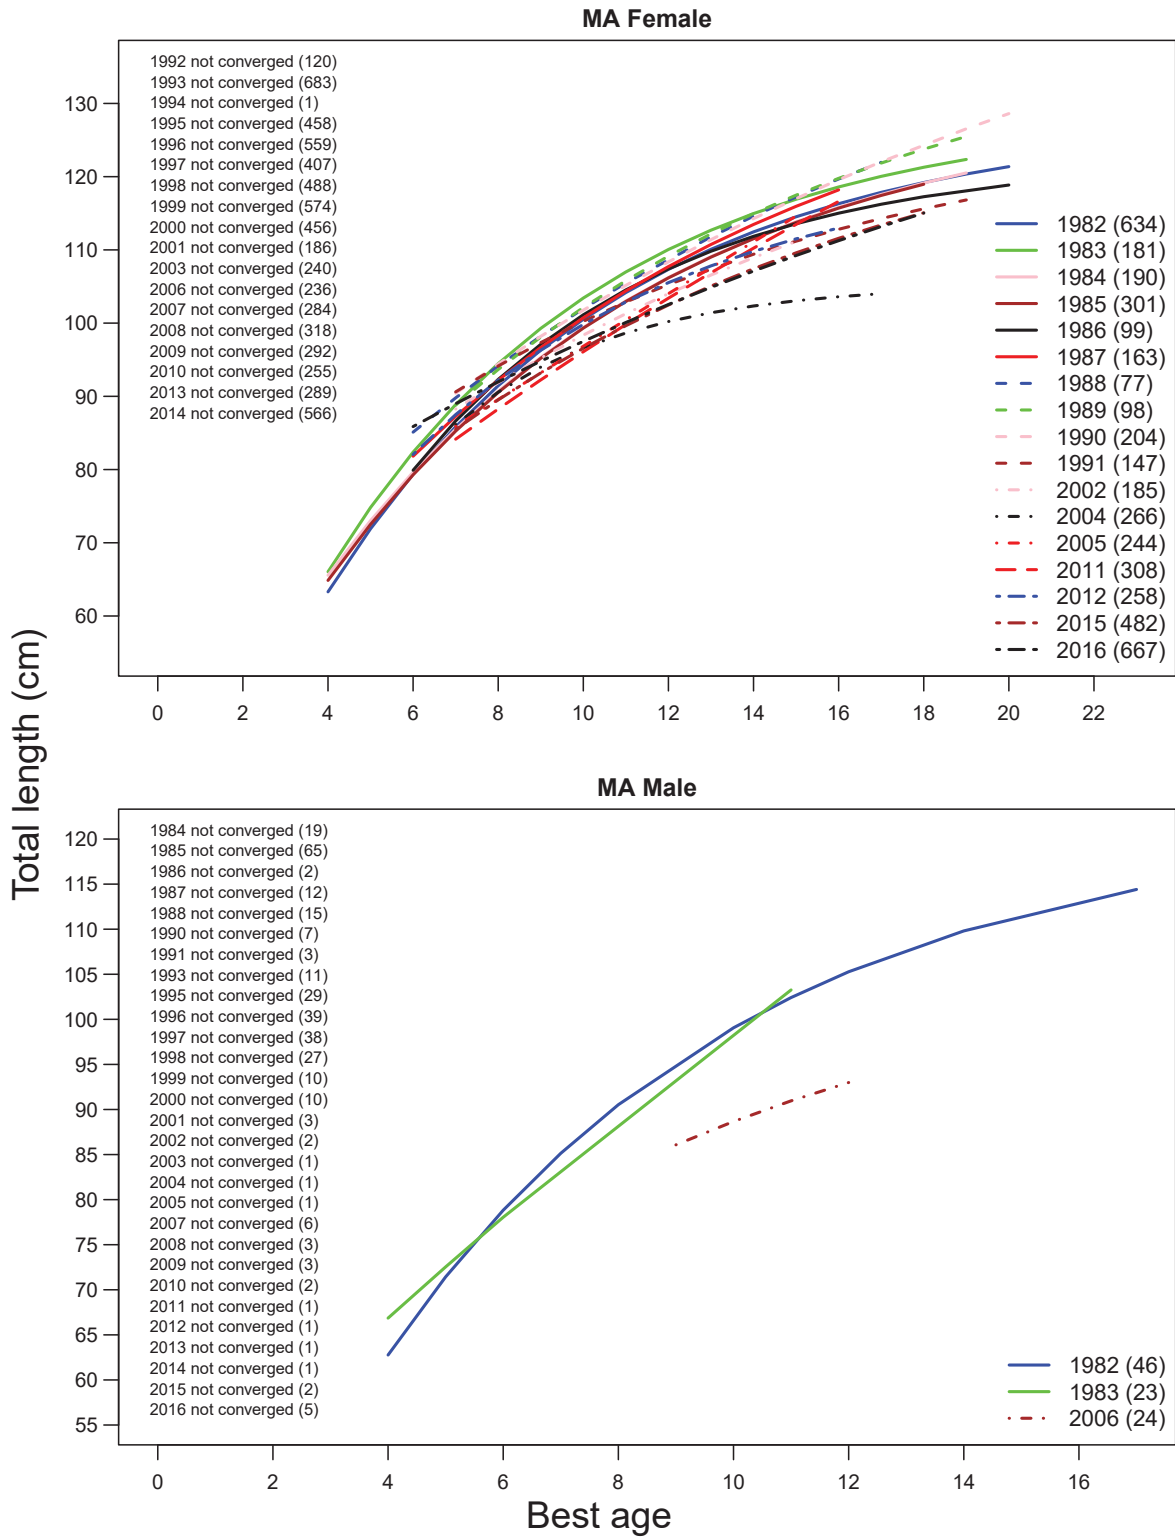 MA Female
1992 not converged (120)
1993 not converged (683)
1994 not converged (1)
1995 not converged (458)
1996 not converged (559)
1997 not converged (407)
1998 not converged (488)
1999 not converged (574)
2000 not converged (456)
2001 not converged (186)
2003 not converged (240)
2006 not converged (236)
2007 not converged (284)
2008 not converged (318)
2009 not converged (292)
2010 not converged (255)
2013 not converged (289)
2014 not converged (566)
130
120
110
100
90
80
70
60
1982 (634)
1983 (181)
1984 (190)
1985 (301)
1986 (99)
1987 (163)
1988 (77)
1989 (98)
1990 (204)
1991 (147)
2002 (185)
2004 (266)
2005 (244)
2011 (308)
2012 (258)
2015 (482)
2016 (667)
0 2 4 6 8 10 12 14 16 18 20 22
Total length (cm)
MA Male
1984 not converged (19)
1985 not converged (65)
1986 not converged (2)
1987 not converged (12)
1988 not converged (15)
1990 not converged (7)
1991 not converged (3)
1993 not converged (11)
1995 not converged (29)
1996 not converged (39)
1997 not converged (38)
1998 not converged (27)
1999 not converged (10)
2000 not converged (10)
2001 not converged (3)
2002 not converged (2)
2003 not converged (1)
2004 not converged (1)
2005 not converged (1)
2007 not converged (6)
2008 not converged (3)
2009 not converged (3)
2010 not converged (2)
2011 not converged (1)
2012 not converged (1)
2013 not converged (1)
2014 not converged (1)
2015 not converged (2)
2016 not converged (5)
120
115
110
105
100
95
90
85
80
75
70
65
60
55
1982 (46)
1983 (23)
2006 (24)
0 2 4 6 8 10 12 14 16
Best age